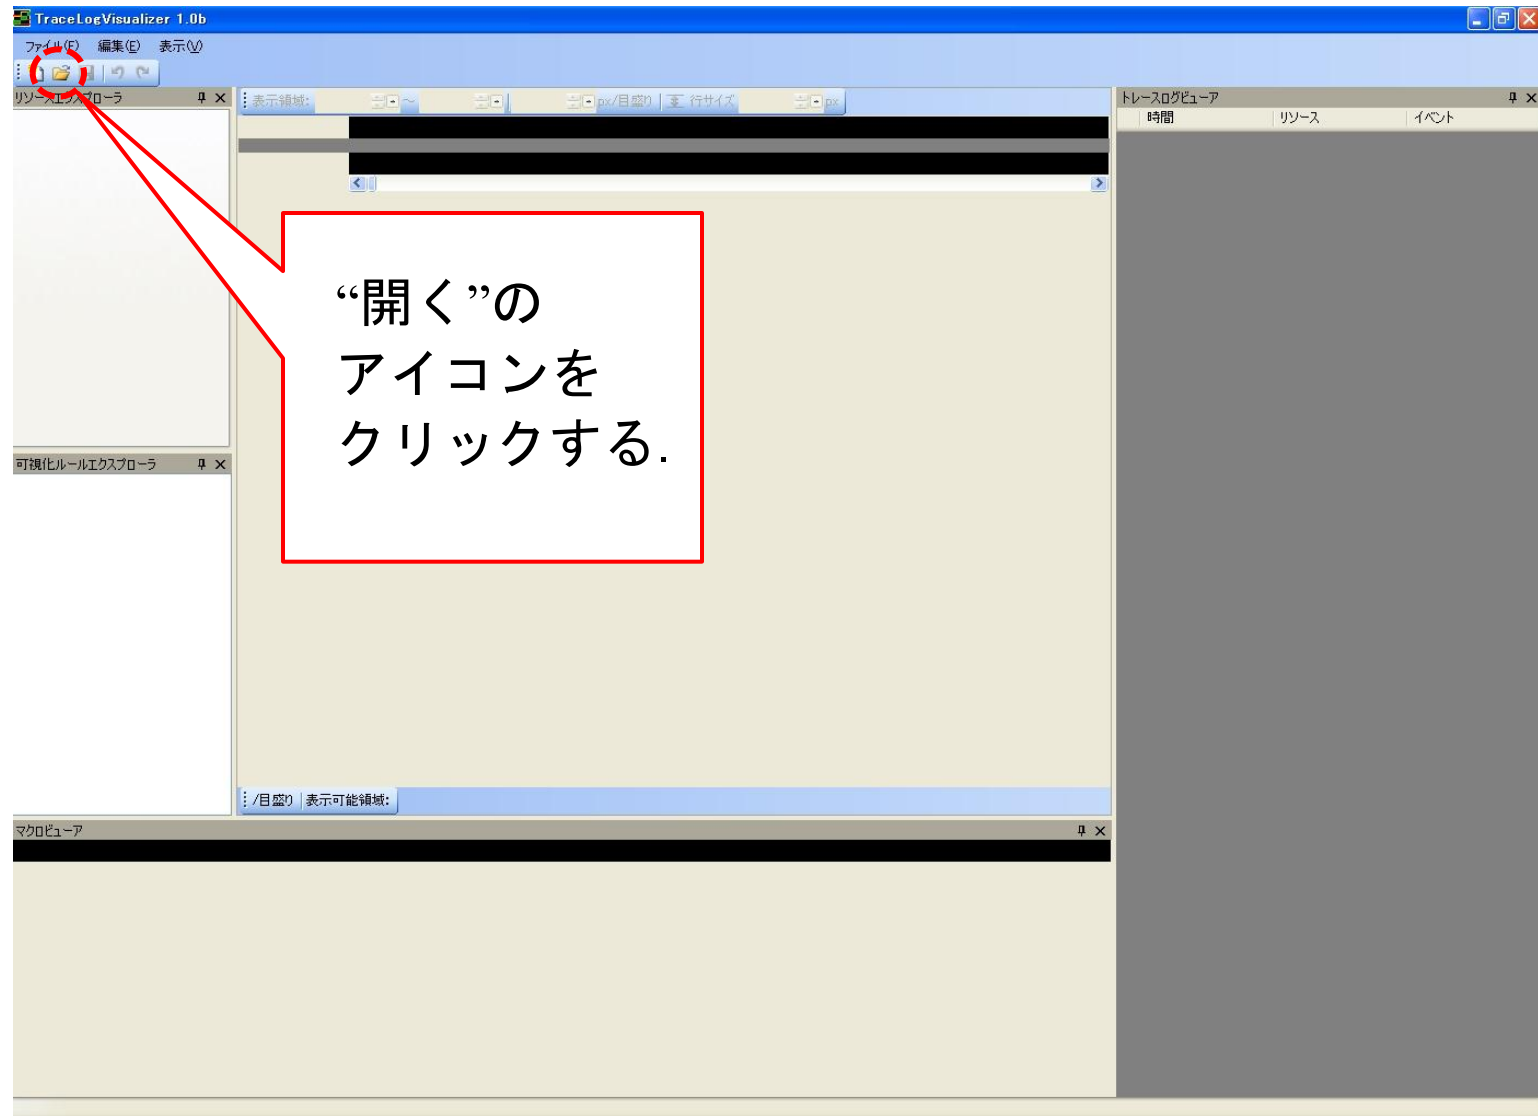 TraceLogVisualizer 1.0b
ファイル(F) 編集(E) 表示(V)
リソースエクスプローラ
表示領域: ～ px/目盛り 行サイズ px
トレースログビューア
時間 リソース イベント
“開く”の
アイコンを
クリックする.
可視化ルールエクスプローラ
/目盛り 表示可能領域:
マクロビューア